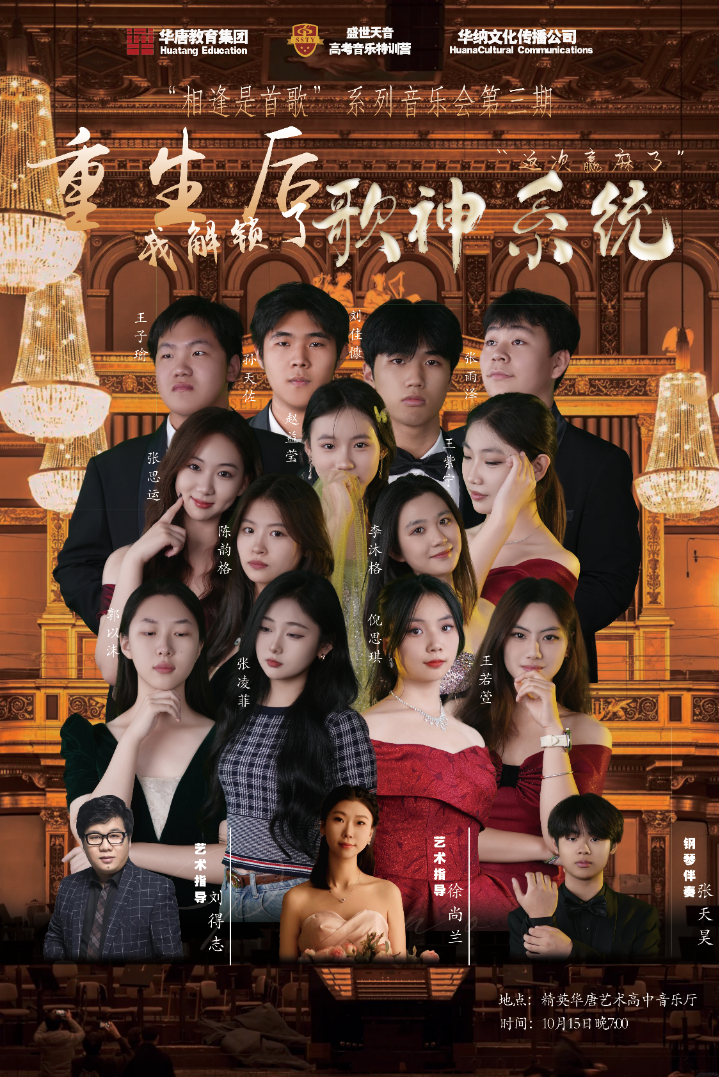 华唐教育集团
Huatang Education
盛世天音
高考音乐特训营
华纳文化传播公司
HuanaCultural Communications
SSTY
“相逢是首歌” 系列音乐会第三期
“这次赢麻了”
重生后
我解锁了歌神系统
王子瑜
孙天佐
刘佳
张雨泽
张思运
赵益莹
王紫宁
陈韵格
李沐格
郭以沫
张凌菲
倪思琪
王若萱
艺术指导
刘得志
艺术指导
徐尚兰
钢琴伴奏
张天昊
地点：精英华唐艺术高中音乐厅
时间：10月15日晚7:00